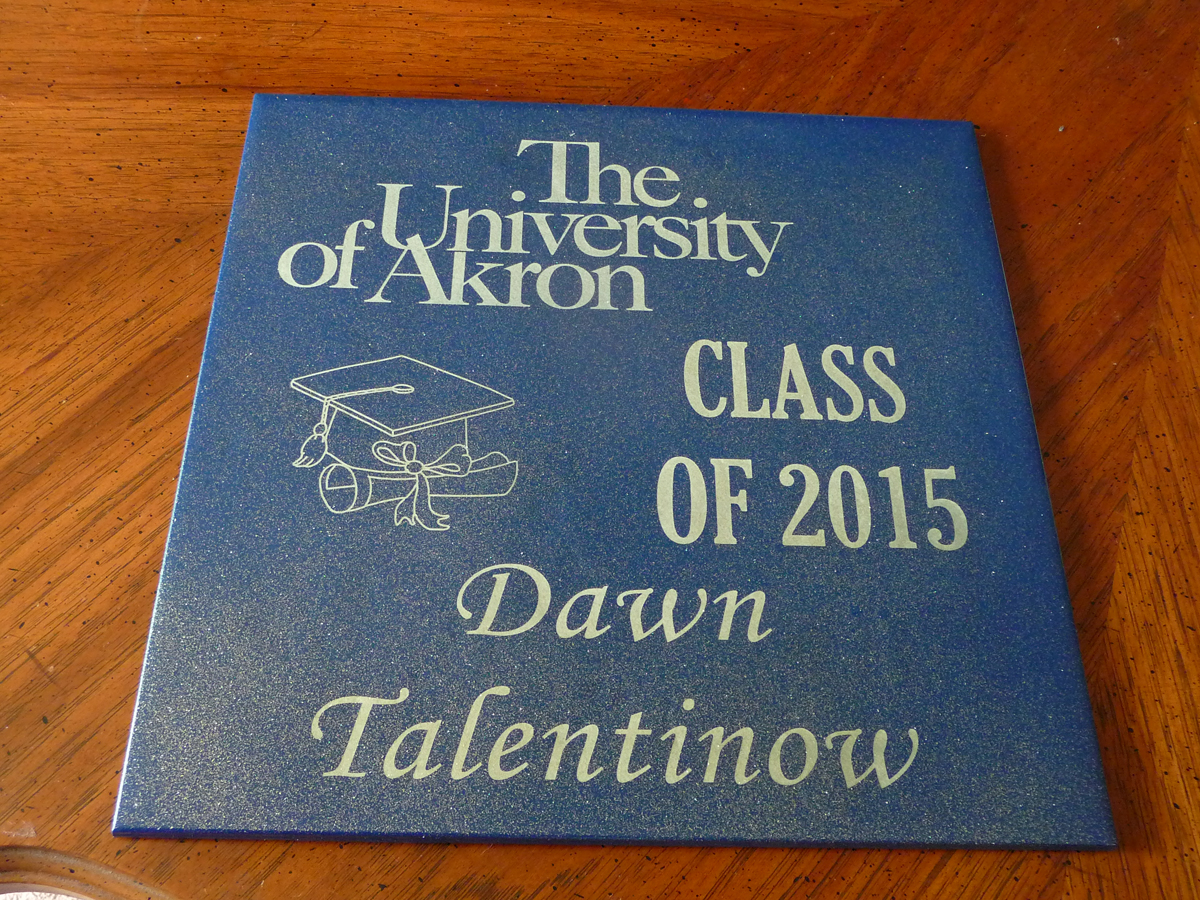 The
University
of Akron
CLASS
OF 2015
Dawn
Talentinow